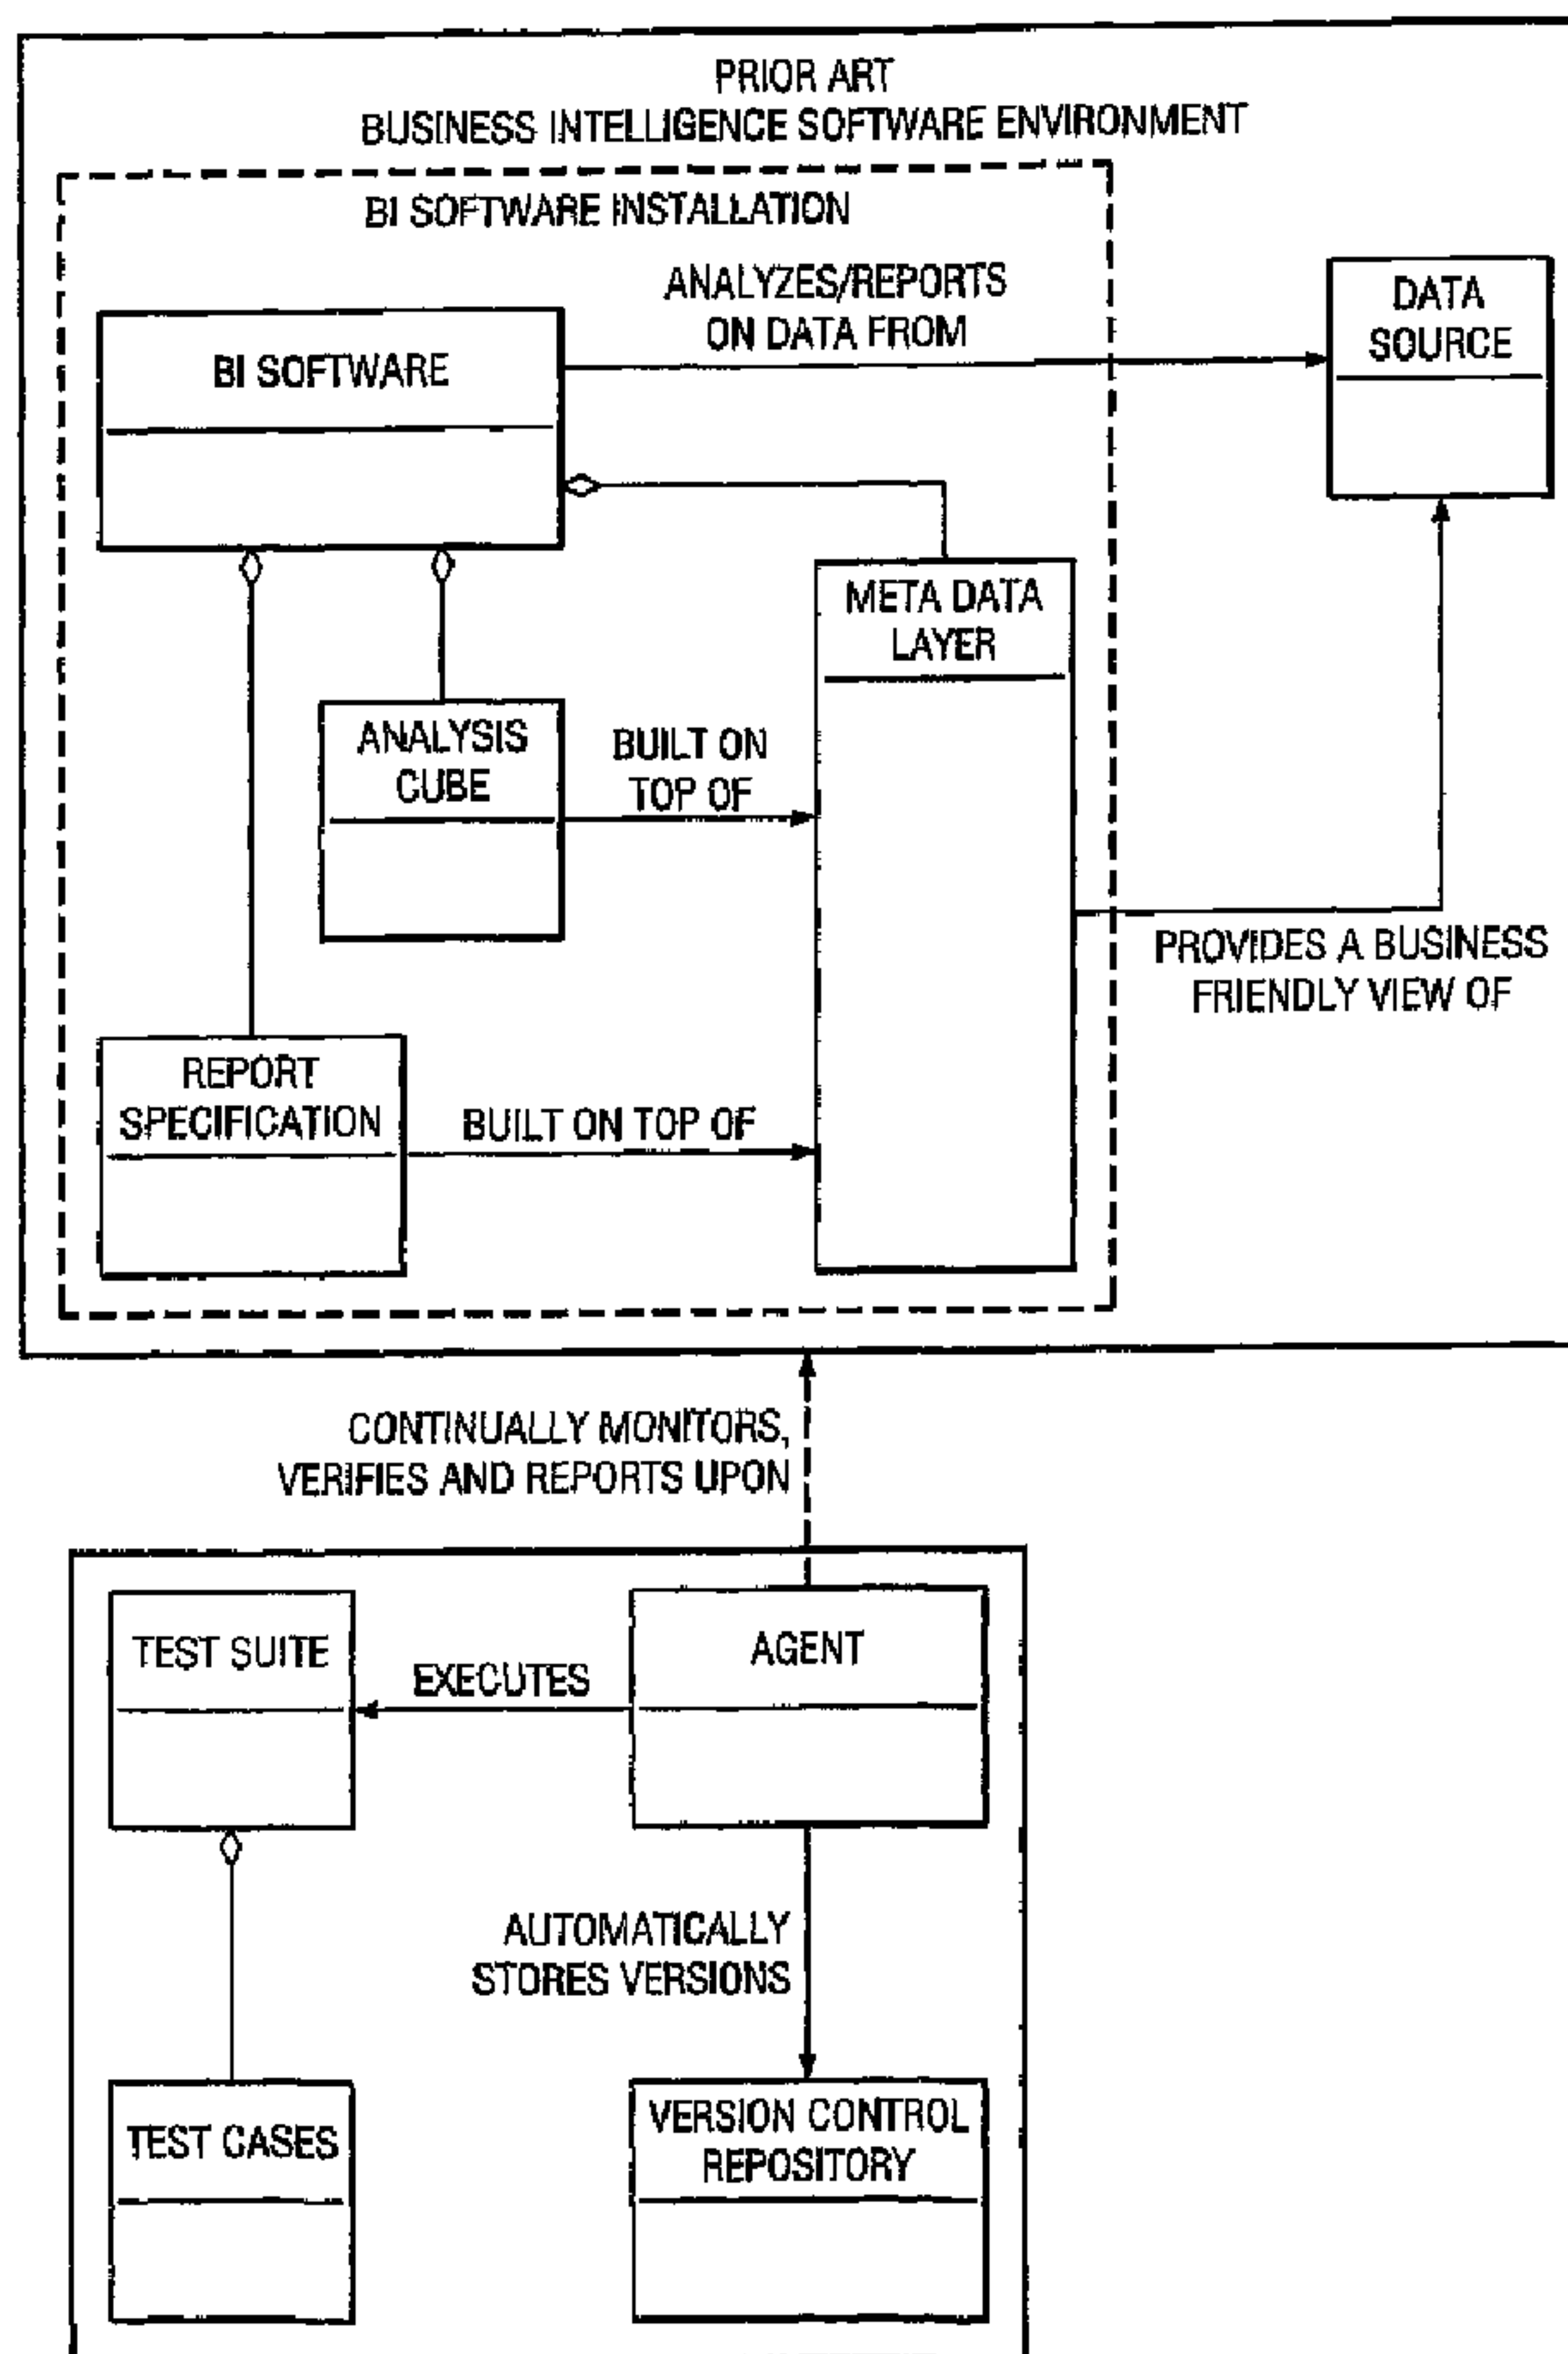 PRIOR ART
BUSINESS INTELLIGENCE SOFTWARE ENVIRONMENT
BI SOFTWARE INSTALLATION
ANALYZES/REPORTS
ON DATA FROM
DATA
SOURCE
BI SOFTWARE
META DATA
LAYER
ANALYSIS
CUBE
BUILT ON
TOP OF
PROVIDES A BUSINESS
FRIENDLY VIEW OF
REPORT
SPECIFICATION
BUILT ON TOP OF
CONTINUALLY MONITORS,
VERIFIES AND REPORTS UPON
TEST SUITE
EXECUTES
AGENT
AUTOMATICALLY
STORES VERSIONS
TEST CASES
VERSION CONTROL
REPOSITORY